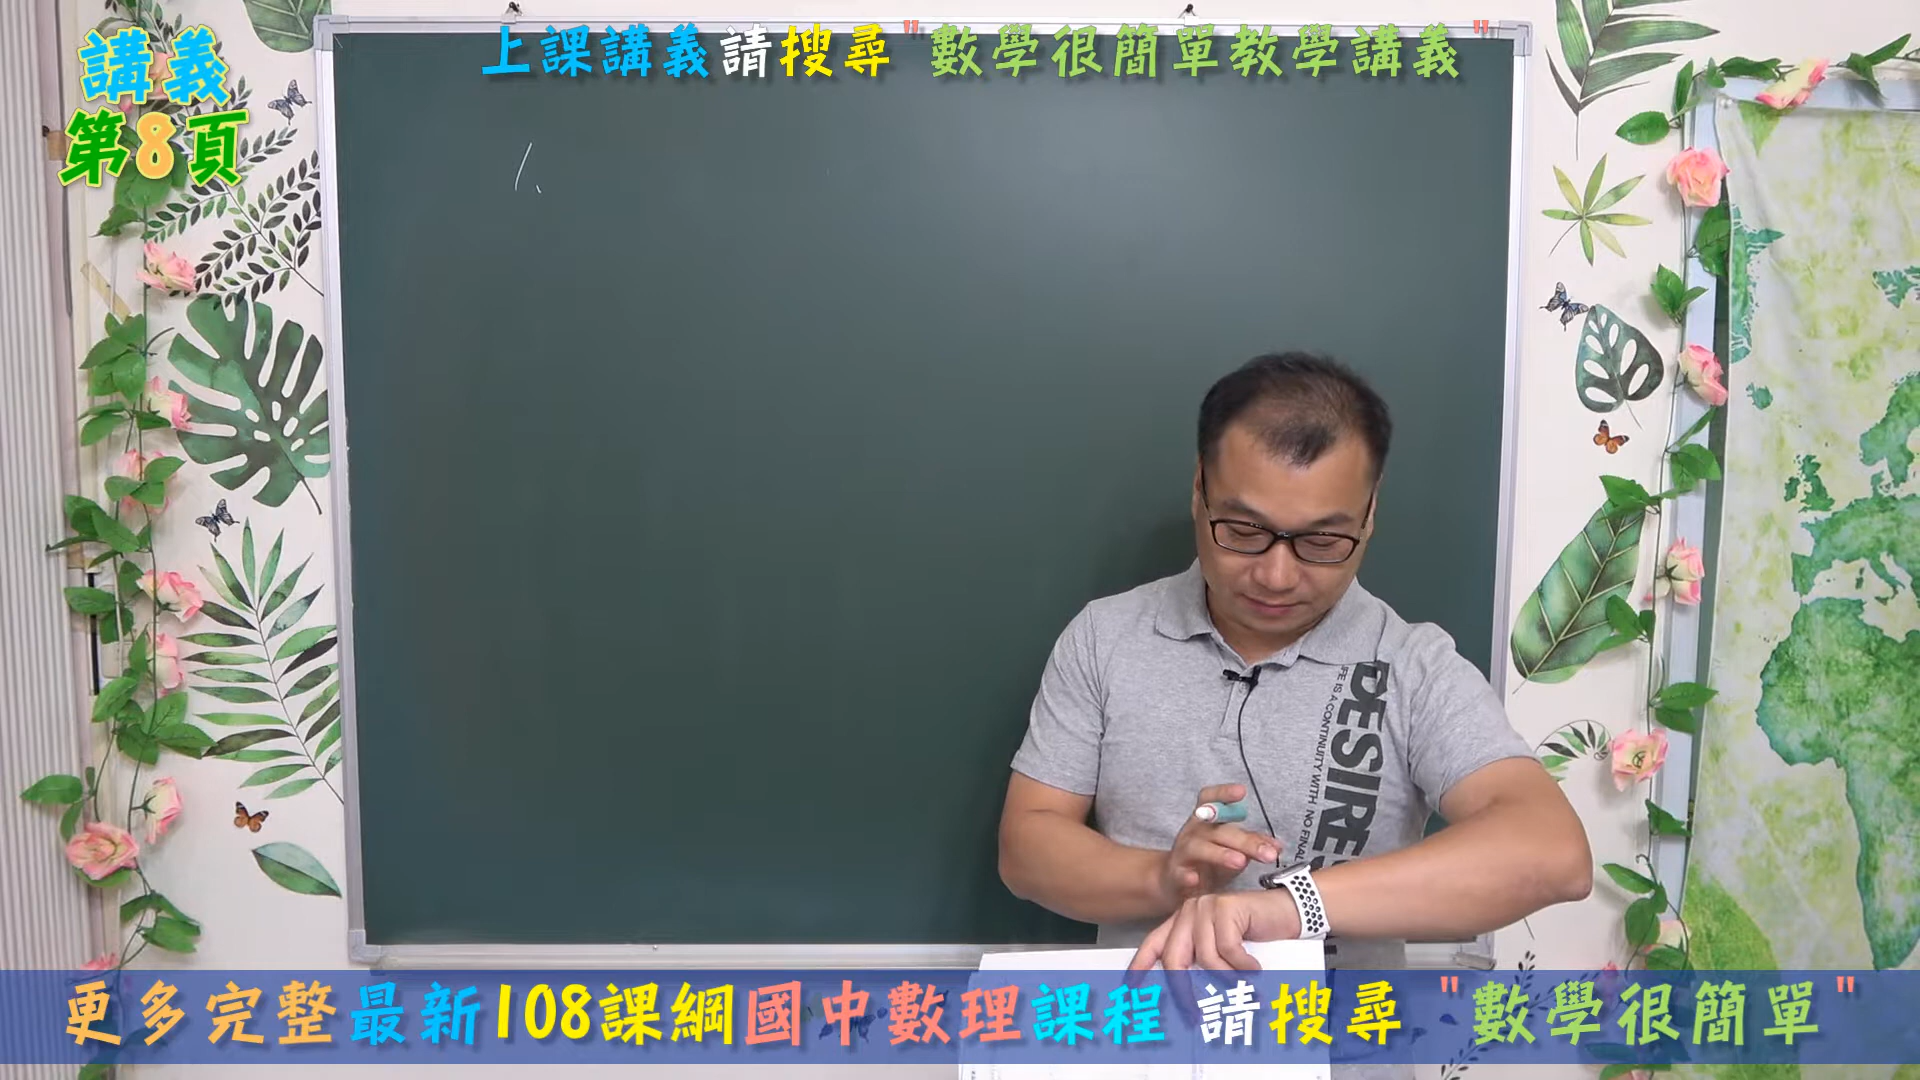 上課講義請搜尋"數學很簡單教學講義"
講義
第8頁
1、
DESIRE
LIFE IS A CONTINUITY WITH NO FINAL
更多完整最新108課綱國中數理課程 請搜尋 "數學很簡單"